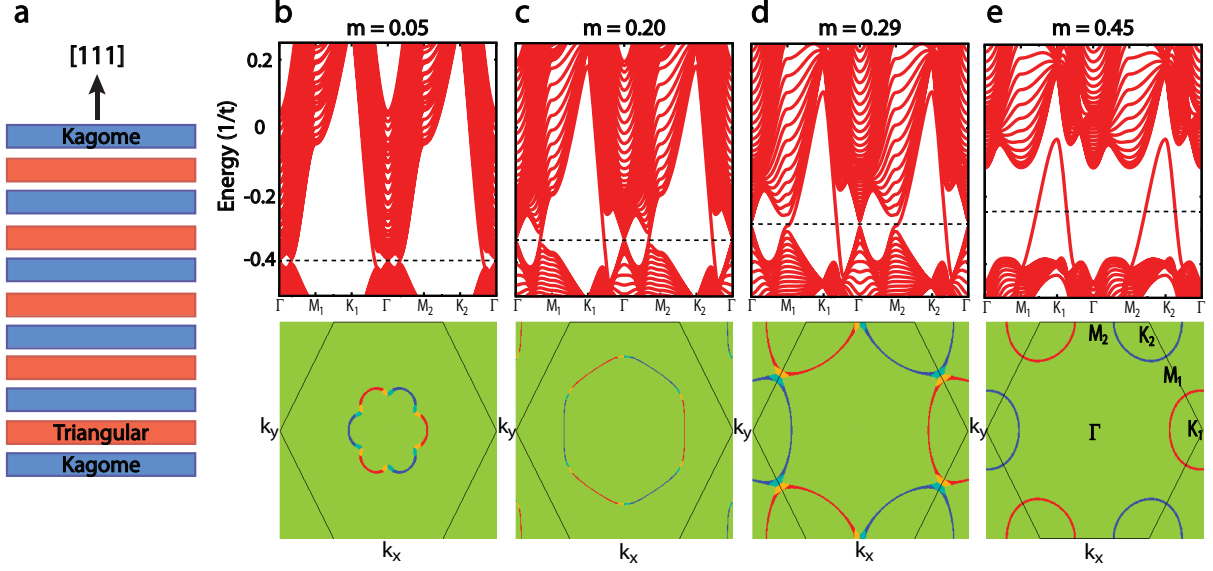 a
[111]
Kagome
Triangular
Kagome
b
m = 0.05
c
m = 0.20
d
m = 0.29
e
m = 0.45
Energy (1/t)
0.2
0
-0.2
-0.4
Γ M1 K1 Γ M2 K2 Γ
Γ M1 K1 Γ M2 K2 Γ
Γ M1 K1 Γ M2 K2 Γ
Γ M1 K1 Γ M2 K2 Γ
ky
ky
ky
M2 K2
M1
Γ K1
kx
kx
kx